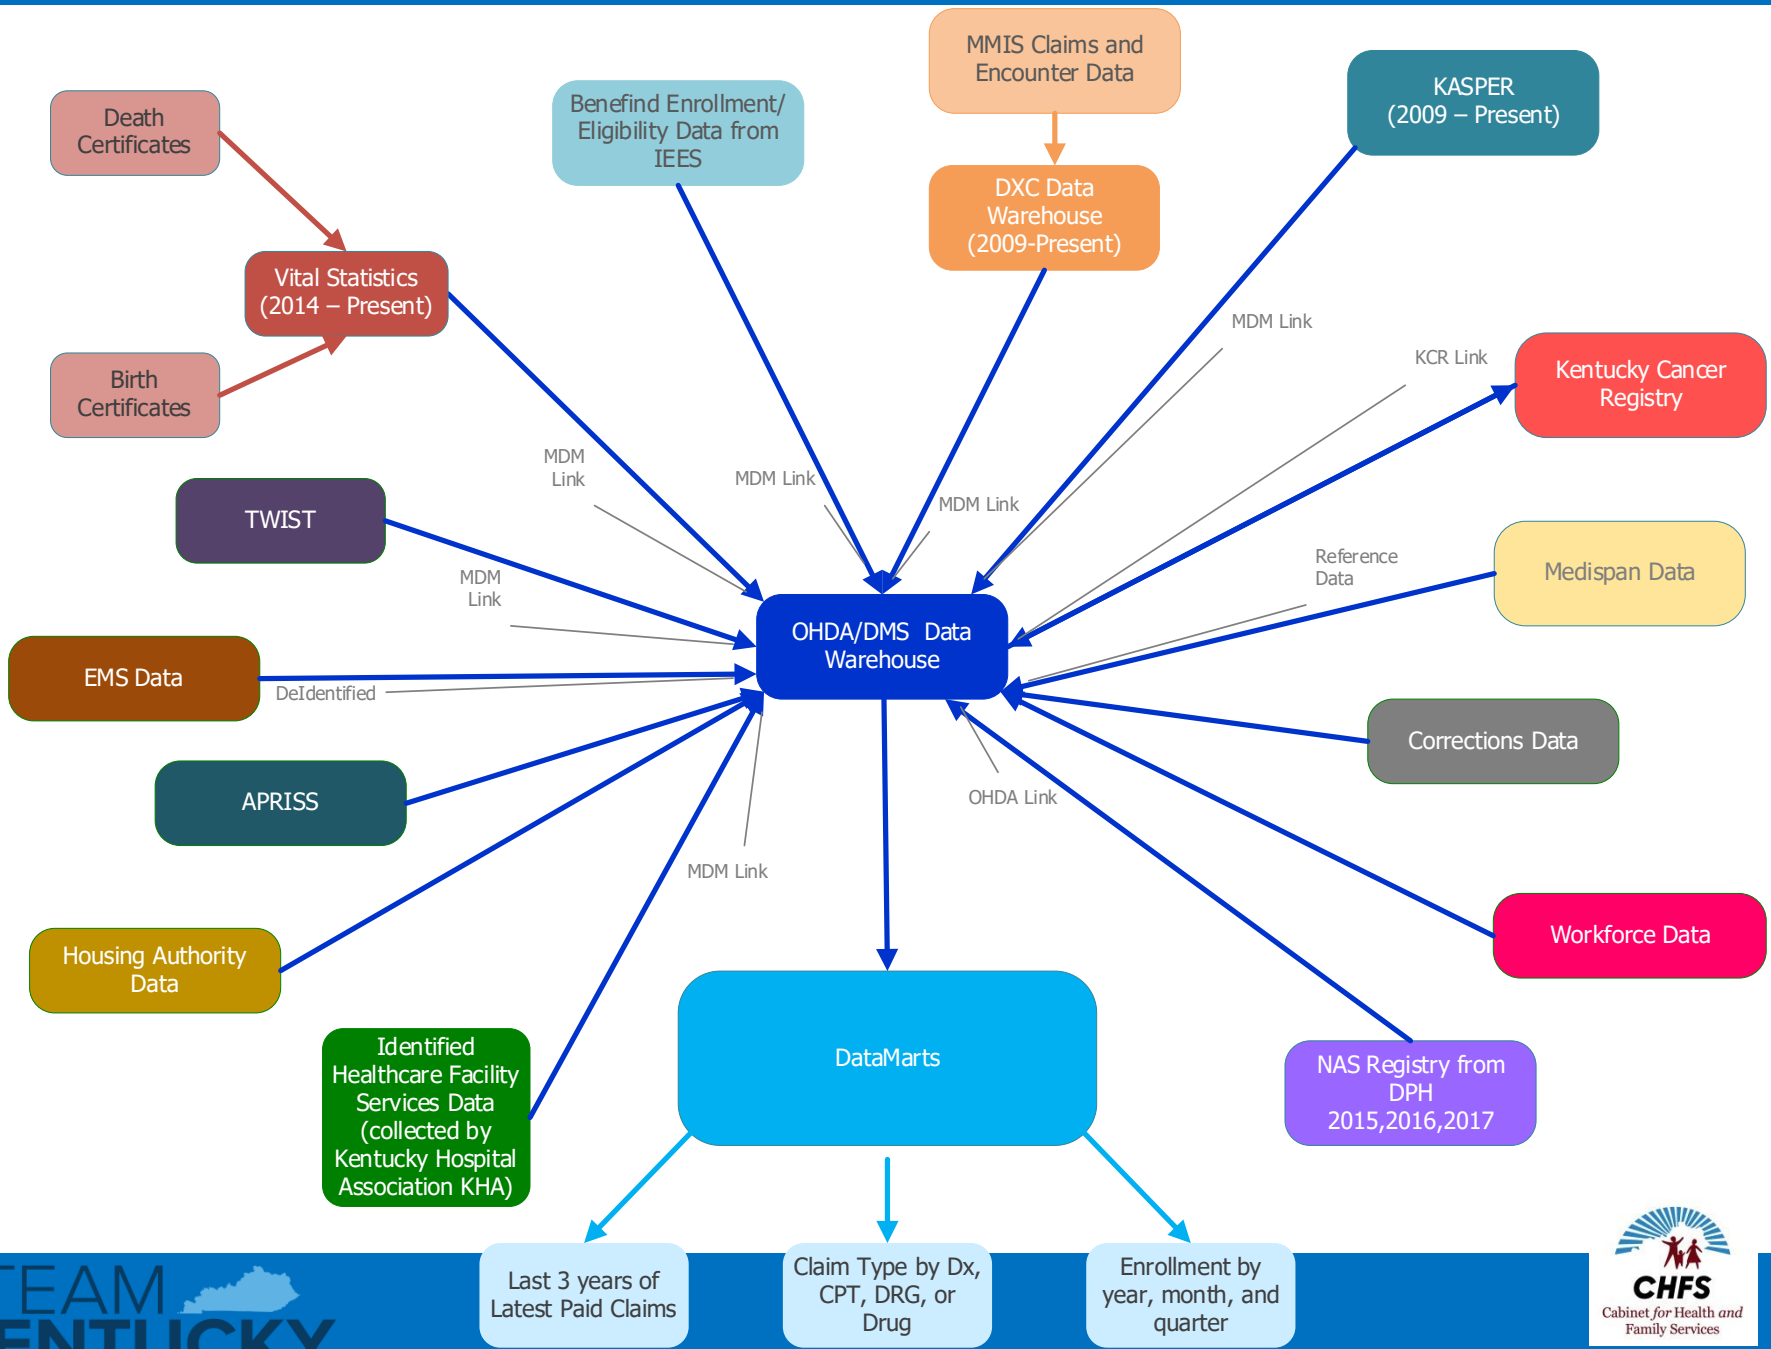 MMIS Claims and
Encounter Data
KASPER
(2009 – Present)
Death
Certificates
Benefind Enrollment/
Eligibility Data from
IEES
DXC Data
Warehouse
(2009-Present)
Vital Statistics
(2014 – Present)
Birth
Certificates
MDM Link
KCR Link
Kentucky Cancer
Registry
MDM
Link
MDM Link
MDM Link
TWIST
Reference
Data
Medispan Data
MDM
Link
OHDA/DMS Data
Warehouse
EMS Data
DeIdentified
Corrections Data
APRISS
OHDA Link
MDM Link
Housing Authority
Data
Workforce Data
Identified
Healthcare Facility
Services Data
(collected by
Kentucky Hospital
Association KHA)
DataMarts
NAS Registry from
DPH
2015,2016,2017
Last 3 years of
Latest Paid Claims
Claim Type by Dx,
CPT, DRG, or
Drug
Enrollment by
year, month, and
quarter
TEAM
KENTUCKY
CHFS
Cabinet for Health and
Family Services